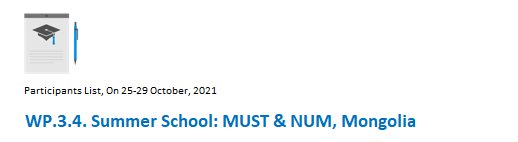 Participants List, On 25-29 October, 2021
WP.3.4. Summer School: MUST & NUM, Mongolia